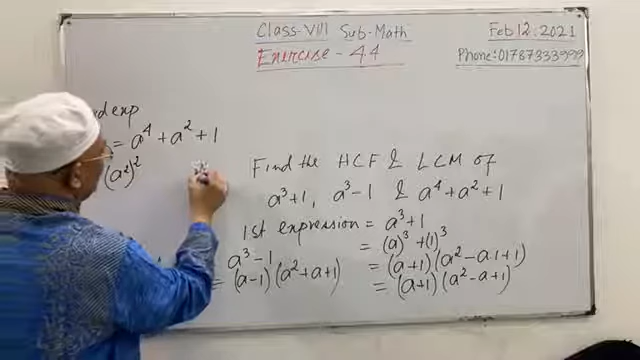 Class-VIII Sub-Math
Exercise - 4.4
Feb 12:2021
exp
= a⁴ + a² + 1
(a²)²
Find the HCF & LCM of
a³+1, a³-1 & a⁴+a²+1
1st expression = a³+1
= (a)³+(1)³
= (a+1)(a²-a.1+1)
= (a+1)(a²-a+1)
a³-1
= (a-1)(a²+a+1)